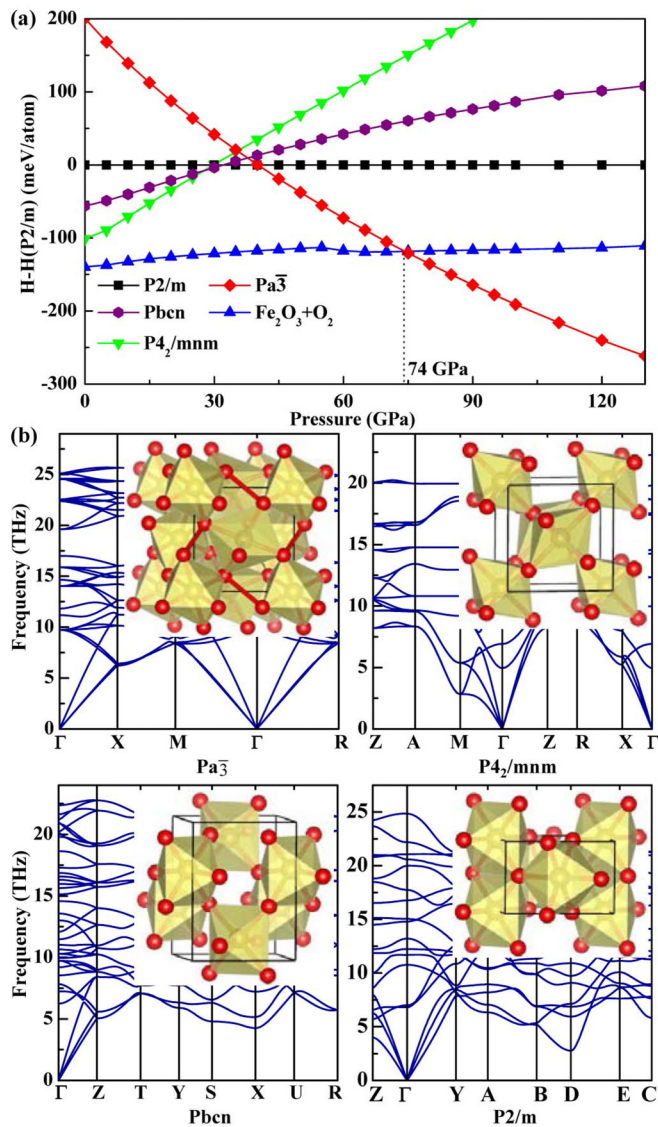 (a)
200
100
0
-100
-200
-300
H-H(P2/m) (meV/atom)
P2/m
Pbcn
P4₂/mnm
Pa3̅
Fe₂O₃+O₂
74 GPa
0 30 60 90 120
Pressure (GPa)
(b)
25
20
15
10
5
0
Frequency (THz)
Γ X M Γ R
Pa3̅
20
15
10
5
0
Z A M Γ Z R X Γ
P4₂/mnm
20
15
10
5
0
Frequency (THz)
Γ Z T Y S X U R
Pbcn
25
20
15
10
5
0
Z Γ Y A B D E C
P2/m